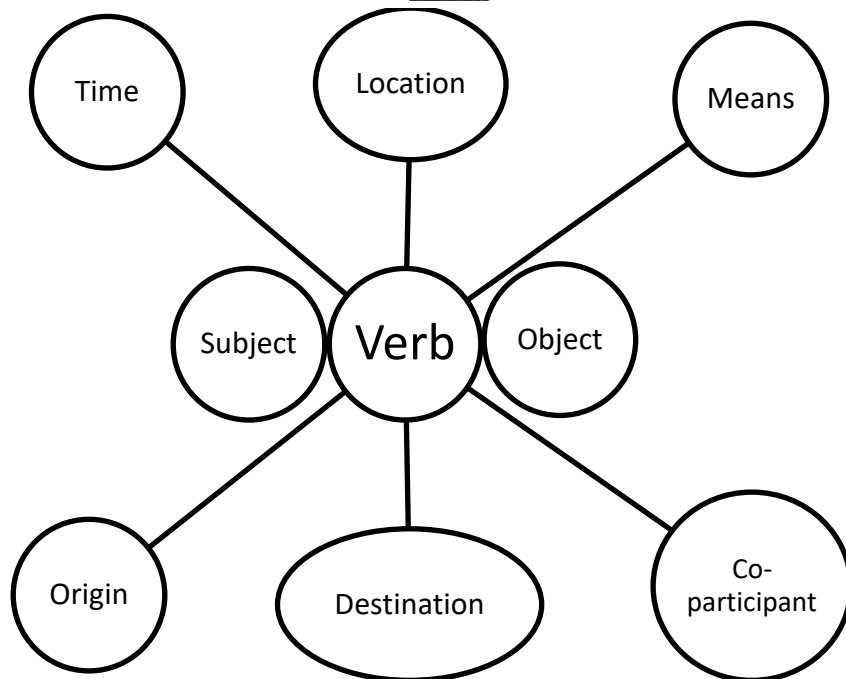 Time
Location
Means
Subject
Verb
Object
Origin
Destination
Co-
participant